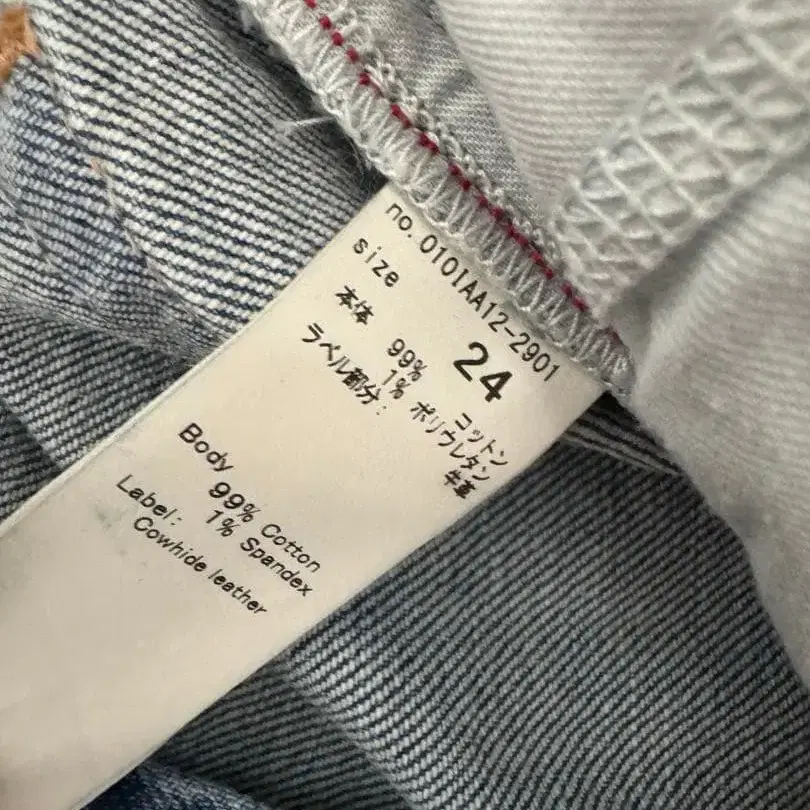 no.0101AA12-2901
size 24
本体 99% コットン
1% ポリウレタン
ラベル部分: 牛革
Body 99% Cotton
1% Spandex
Label: Cowhide leather